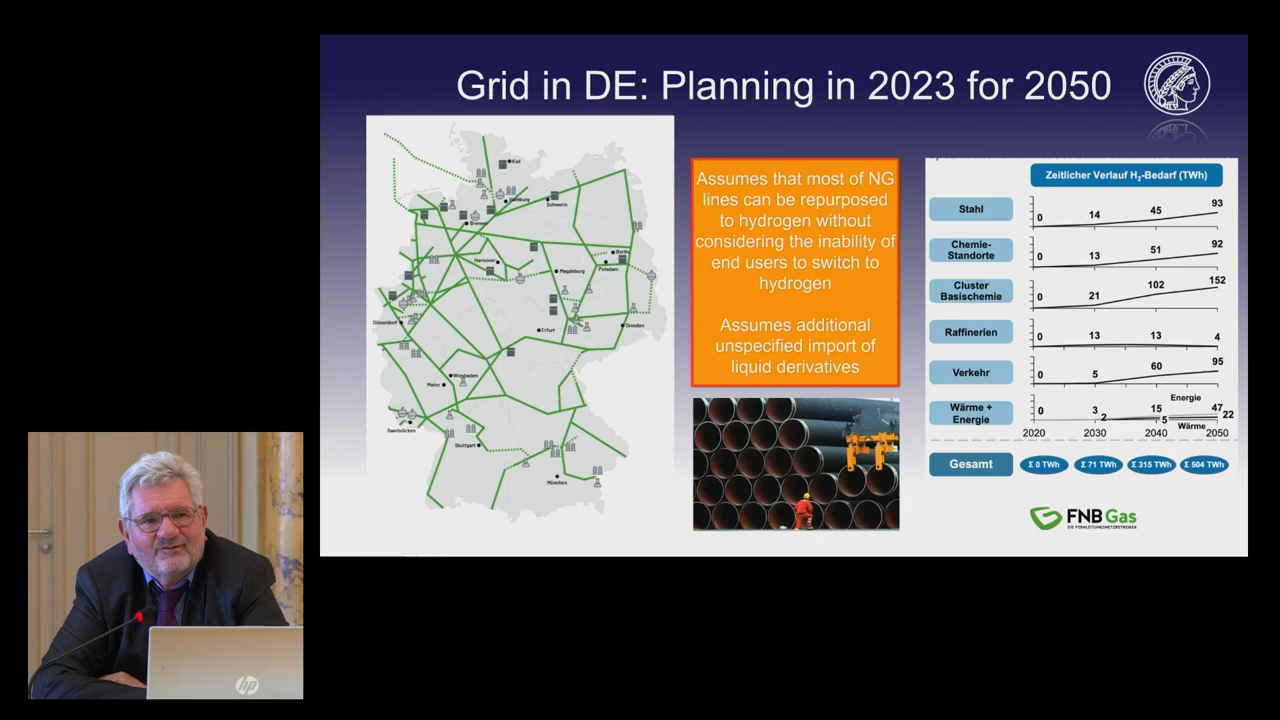 Grid in DE: Planning in 2023 for 2050
Kiel
Hamburg
Schwerin
Bremen
Berlin
Hannover
Potsdam
Magdeburg
Düsseldorf
Erfurt
Dresden
Wiesbaden
Mainz
Saarbrücken
Stuttgart
München
Assumes that most of NG
lines can be repurposed
to hydrogen without
considering the inability of
end users to switch to
hydrogen
Assumes additional
unspecified import of
liquid derivatives
Zeitlicher Verlauf H₂-Bedarf (TWh)
Stahl
0 14 45 93
Chemie-
Standorte
0 13 51 92
Cluster
Basischemie
0 21 102 152
Raffinerien
0 13 13 4
Verkehr
0 5 60 95
Wärme +
Energie
Energie
0 3 15 47
2 5 22
Wärme
2020 2030 2040 2050
Gesamt
Σ 0 TWh Σ 71 TWh Σ 315 TWh Σ 504 TWh
FNB Gas
DIE FERNLEITUNGSNETZBETREIBER
hp